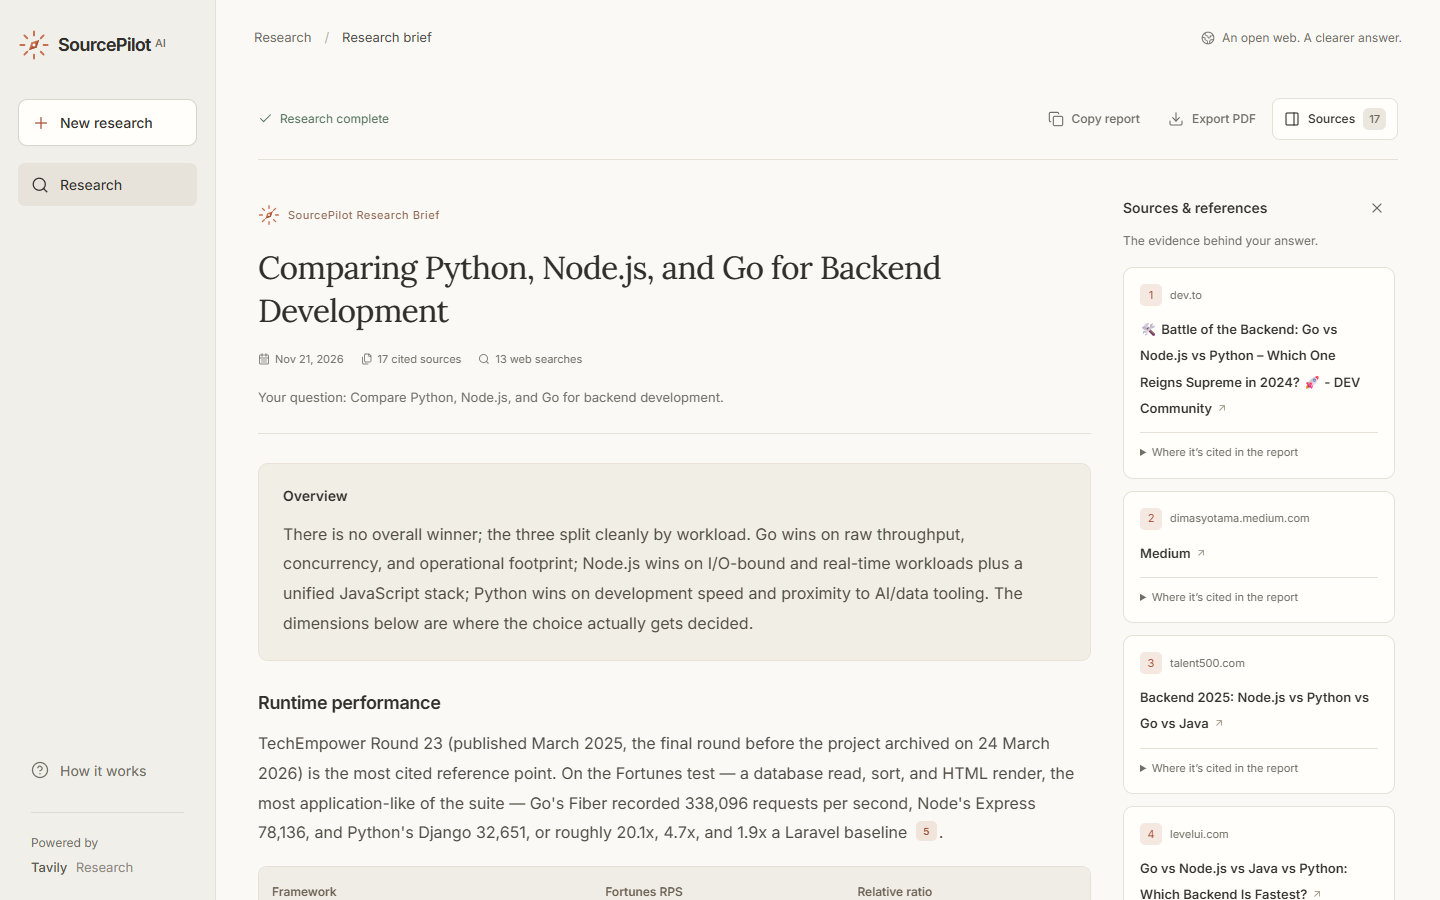 SourcePilot AI
New research
Research
How it works
Powered by
Tavily Research
Research / Research brief
An open web. A clearer answer.
Research complete
Copy report
Export PDF
Sources 17
SourcePilot Research Brief
Comparing Python, Node.js, and Go for Backend
Development
Nov 21, 2026
17 cited sources
13 web searches
Your question: Compare Python, Node.js, and Go for backend development.
Overview
There is no overall winner; the three split cleanly by workload. Go wins on raw throughput,
concurrency, and operational footprint; Node.js wins on I/O-bound and real-time workloads plus a
unified JavaScript stack; Python wins on development speed and proximity to AI/data tooling. The
dimensions below are where the choice actually gets decided.
Runtime performance
TechEmpower Round 23 (published March 2025, the final round before the project archived on 24 March
2026) is the most cited reference point. On the Fortunes test — a database read, sort, and HTML render, the
most application-like of the suite — Go's Fiber recorded 338,096 requests per second, Node's Express
78,136, and Python's Django 32,651, or roughly 20.1x, 4.7x, and 1.9x a Laravel baseline 5 .
Framework
Fortunes RPS
Relative ratio
Sources & references
The evidence behind your answer.
1 dev.to
🛠️ Battle of the Backend: Go vs
Node.js vs Python – Which One
Reigns Supreme in 2024? 🚀 - DEV
Community
Where it’s cited in the report
2 dimasyotama.medium.com
Medium
Where it’s cited in the report
3 talent500.com
Backend 2025: Node.js vs Python vs
Go vs Java
Where it’s cited in the report
4 levelui.com
Go vs Node.js vs Java vs Python:
Which Backend Is Fastest?